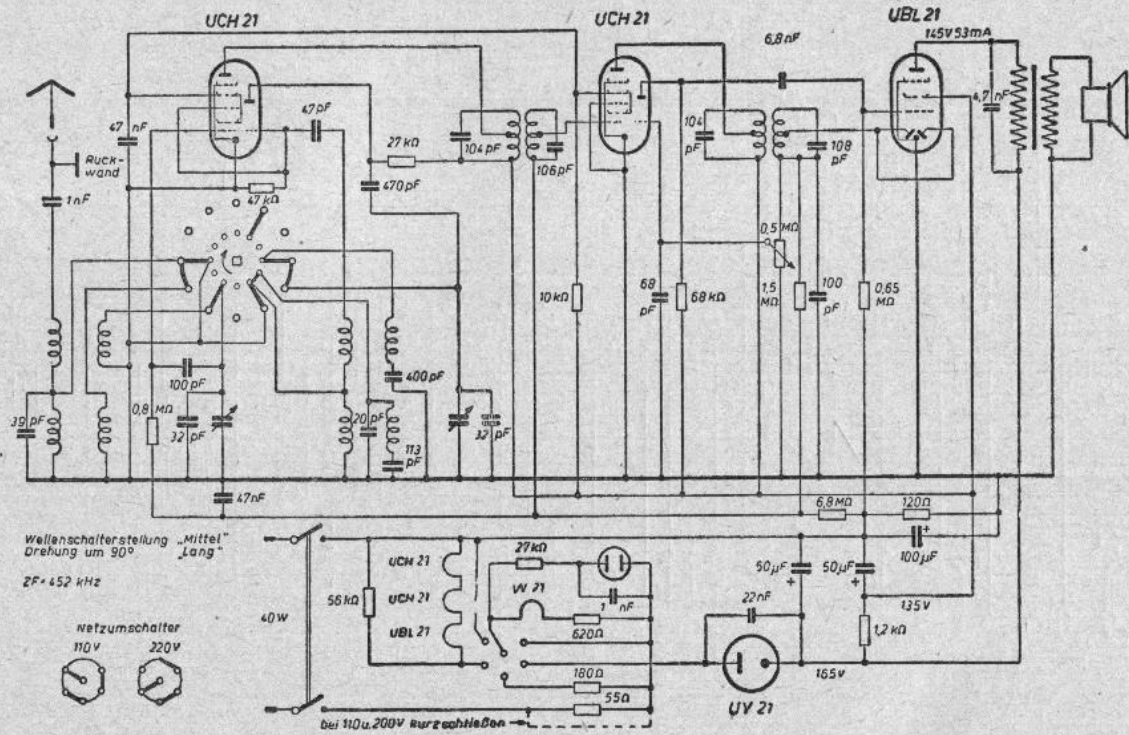 UCH 21
UCH 21
UBL 21
145V 53mA
6,8 nF
4,7 nF
47 nF
47 pF
Rück-
wand
1 nF
27 kΩ
104 pF
106 pF
470 pF
47 kΩ
104
pF
108
pF
0,5 MΩ
10 kΩ
68
pF
68 kΩ
1,5
MΩ
100
pF
0,65
MΩ
100 pF
400 pF
39 pF
0,8 MΩ
32 pF
20 pF
113
pF
32 pF
47 nF
6,8 MΩ
120 Ω
100 µF
+
Wellenschalterstellung „Mittel"
Drehung um 90° „Lang"
ZF = 452 kHz
40W
56 kΩ
UCH 21
UCH 21
UBL 21
27 kΩ
1 nF
620 Ω
180 Ω
55 Ω
50 µF
+
50 µF
+
22 nF
135 V
1,2 kΩ
165 V
UY 21
Netzumschalter
110 V
220 V
bei 110 u. 200V kurzschließen